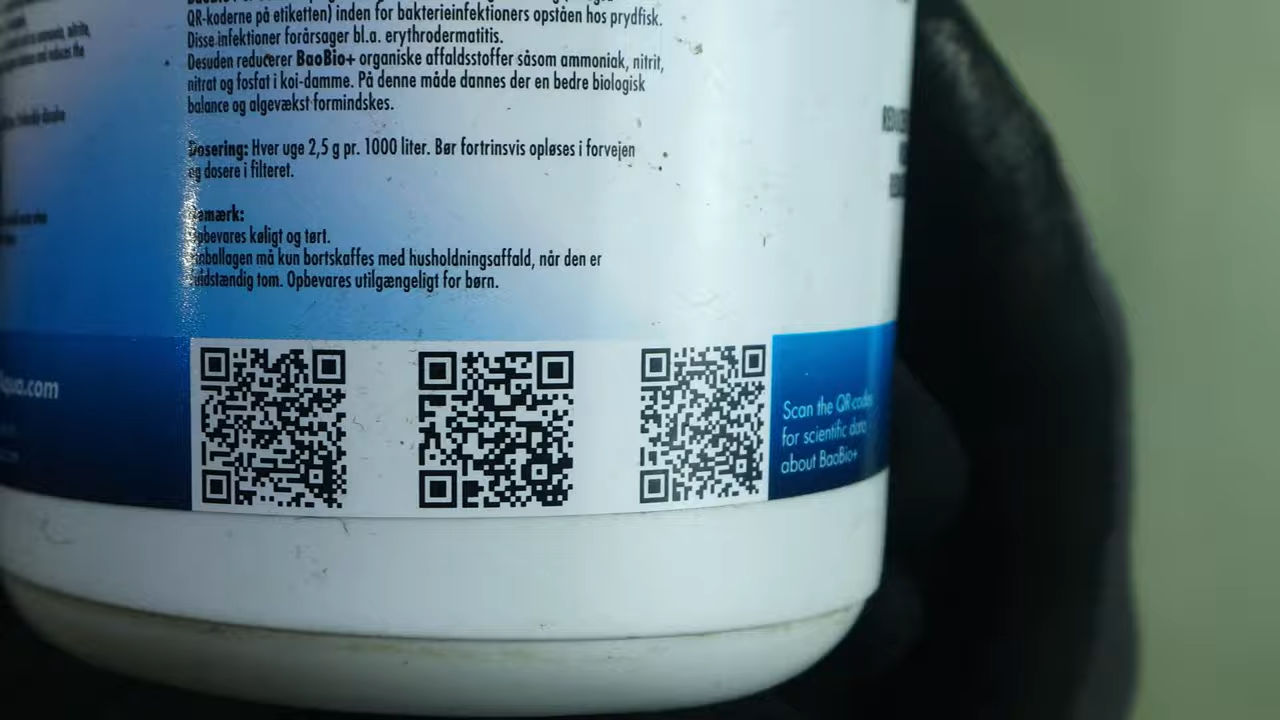 QR-koderne på etiketten) inden for bakterieinfektioners opståen hos prydfisk.
Disse infektioner forårsager bl.a. erythrodermatitis.
Desuden reducerer BaoBio+ organiske affaldsstoffer såsom ammoniak, nitrit,
nitrat og fosfat i koi-damme. På denne måde dannes der en bedre biologisk
balance og algevækst formindskes.
Dosering: Hver uge 2,5 g pr. 1000 liter. Bør fortrinsvis opløses i forvejen
og dosere i filteret.
Bemærk:
Opbevares køligt og tørt.
Emballagen må kun bortskaffes med husholdningsaffald, når den er
fuldstændig tom. Opbevares utilgængeligt for børn.
Scan the QR-codes
for scientific data
about BaoBio+